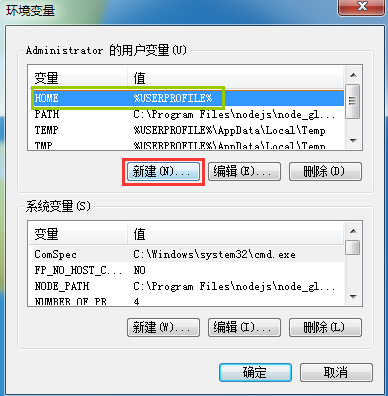 环境变量
Administrator 的用户变量(U)
变量 值
HOME %USERPROFILE%
PATH C:\Program Files\nodejs\node_gl...
TEMP %USERPROFILE%\AppData\Local\Temp
TMP %USERPROFILE%\AppData\Local\Temp
新建(N)... 编辑(E)... 删除(D)
系统变量(S)
变量 值
ComSpec C:\Windows\system32\cmd.exe
FP_NO_HOST_C... NO
NODE_PATH C:\Program Files\nodejs\node_gl...
NUMBER_OF_PR... 4
新建(W)... 编辑(I)... 删除(L)
确定 取消